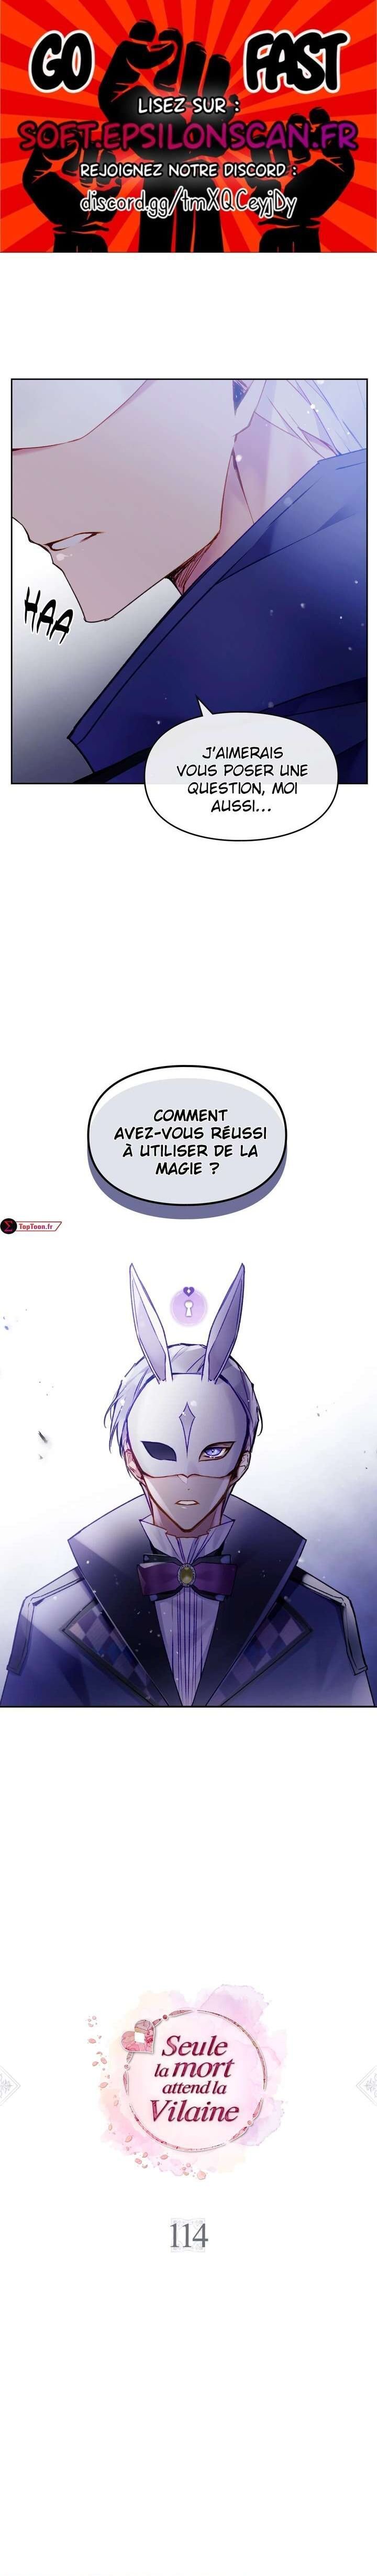 GO FAST
LISEZ SUR :
SOFT.EPSILONSCAN.FR
REJOIGNEZ NOTRE DISCORD :
discord.gg/tmXQCeyjDy
HAA
J'AIMERAIS
VOUS POSER UNE
QUESTION, MOI
AUSSI...
COMMENT
AVEZ-VOUS RÉUSSI
À UTILISER DE LA
MAGIE ?
TopToon.fr
Seule
la mort
attend la
Vilaine
114